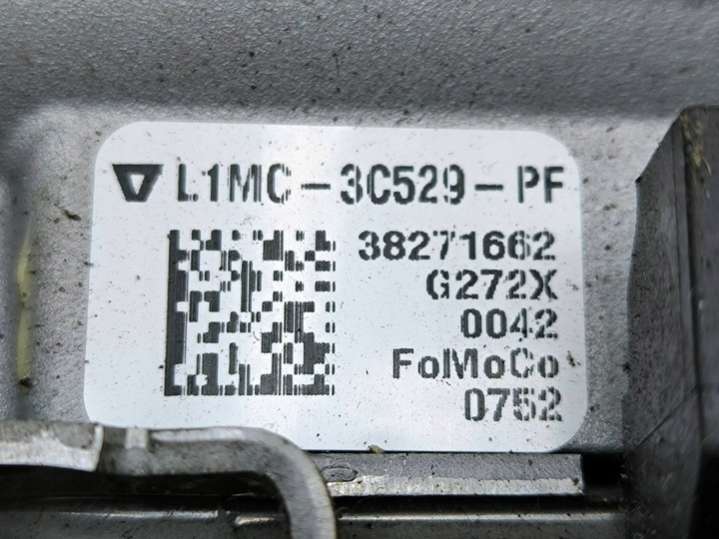 L1MC-3C529-PF
38271662
G272X
0042
FoMoCo
0752